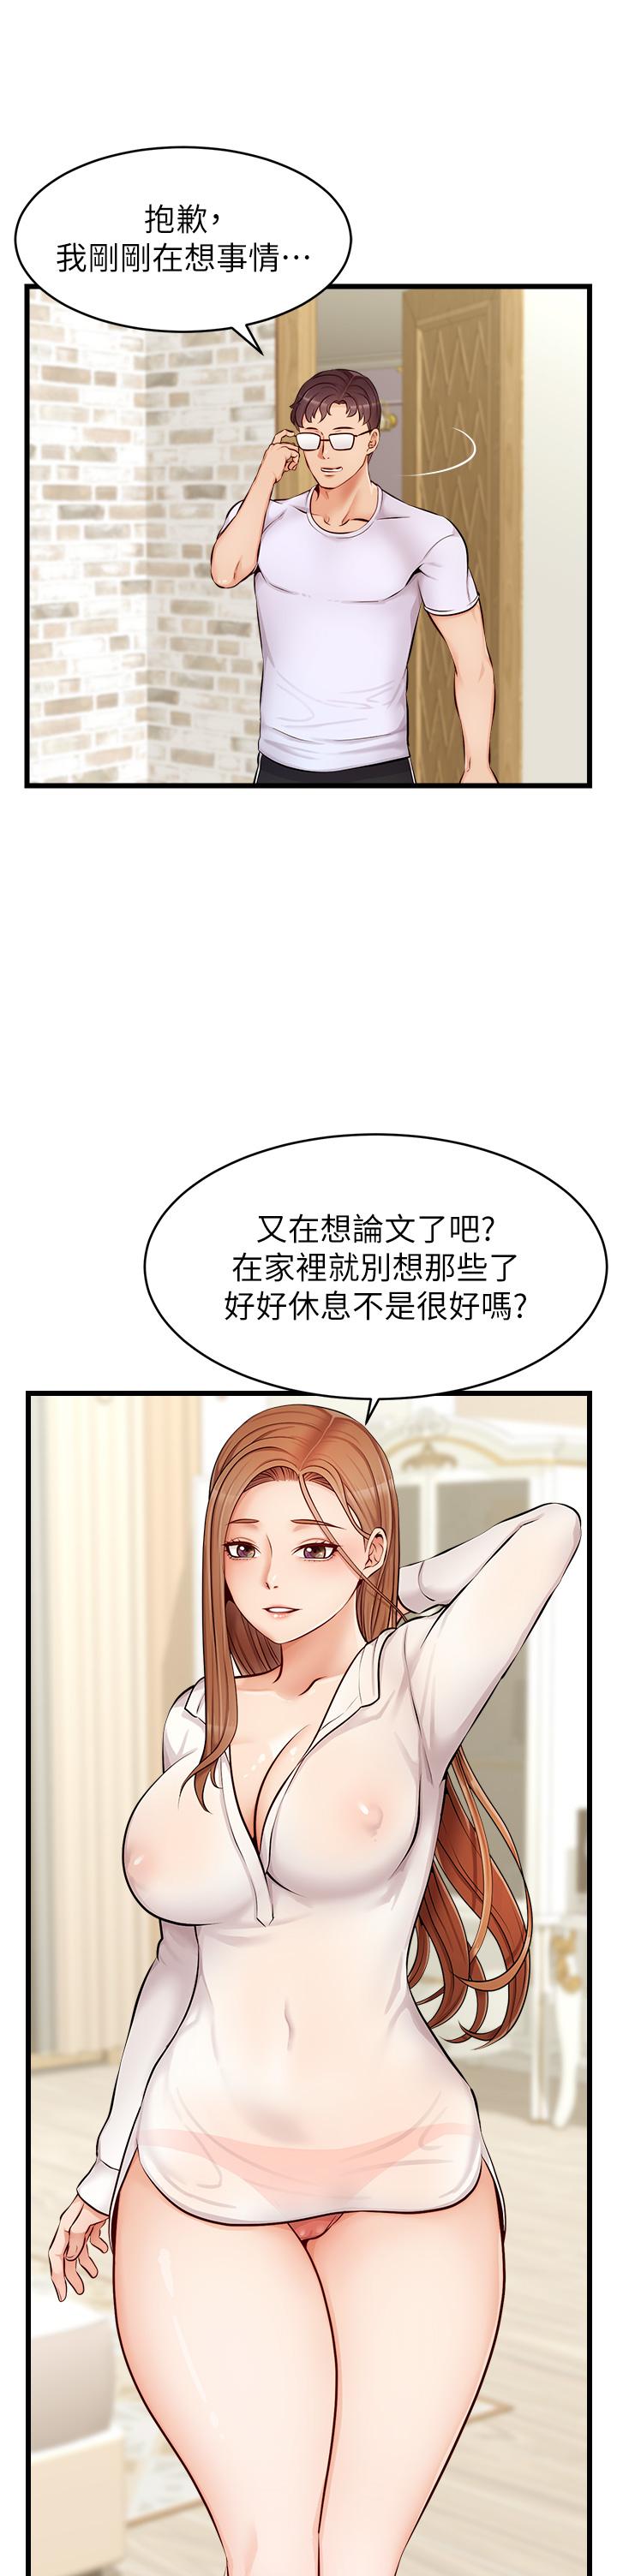 抱歉，
我剛剛在想事情⋯
又在想論文了吧?
在家裡就別想那些了
好好休息不是很好嗎?